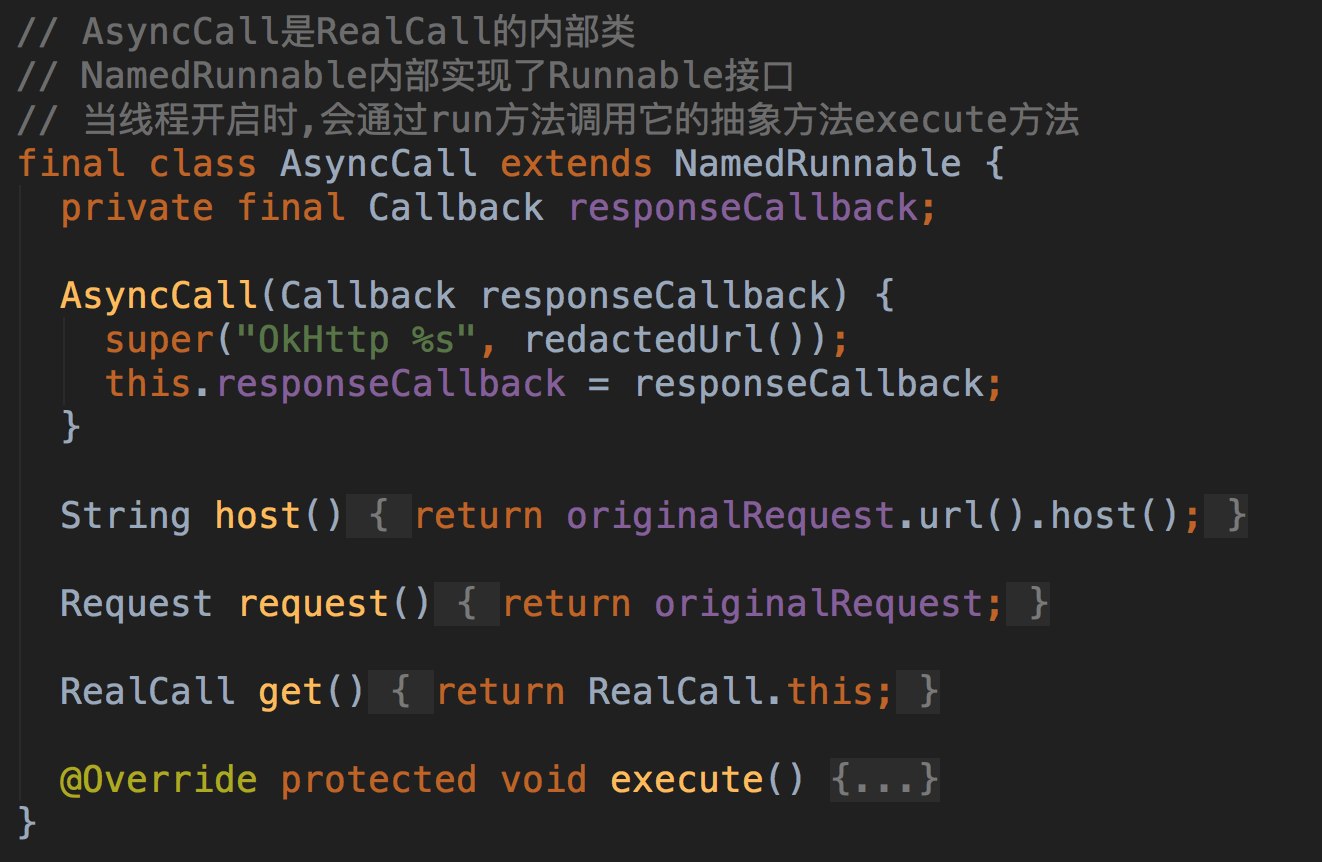 // AsyncCall是RealCall的内部类
// NamedRunnable内部实现了Runnable接口
// 当线程开启时,会通过run方法调用它的抽象方法execute方法
final class AsyncCall extends NamedRunnable {
  private final Callback responseCallback;

  AsyncCall(Callback responseCallback) {
    super("OkHttp %s", redactedUrl());
    this.responseCallback = responseCallback;
  }

  String host() { return originalRequest.url().host(); }

  Request request() { return originalRequest; }

  RealCall get() { return RealCall.this; }

  @Override protected void execute() {...}
}